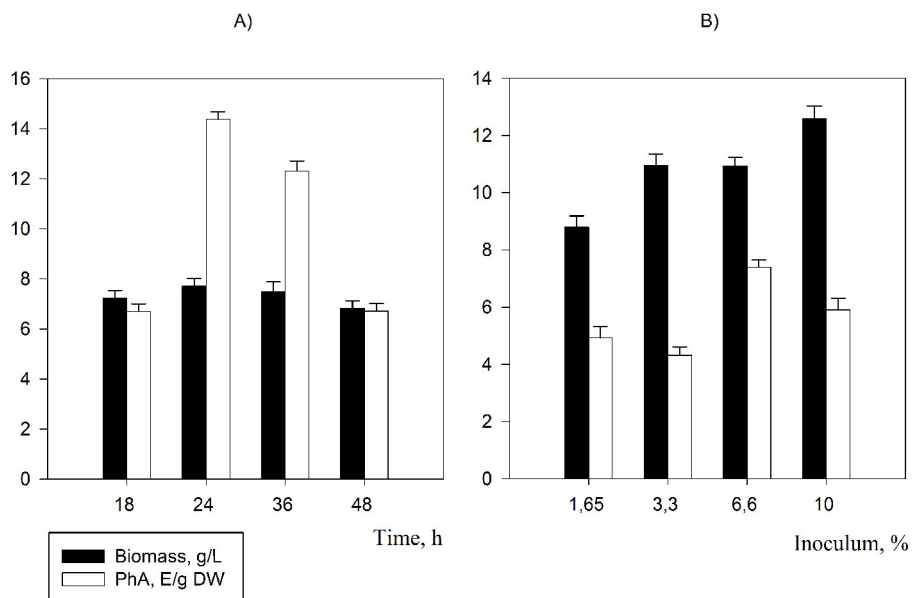 A)
16
14
12
10
8
6
4
2
0
18 24 36 48
Time, h
Biomass, g/L
PhA, E/g DW
B)
14
12
10
8
6
4
2
0
1,65 3,3 6,6 10
Inoculum, %